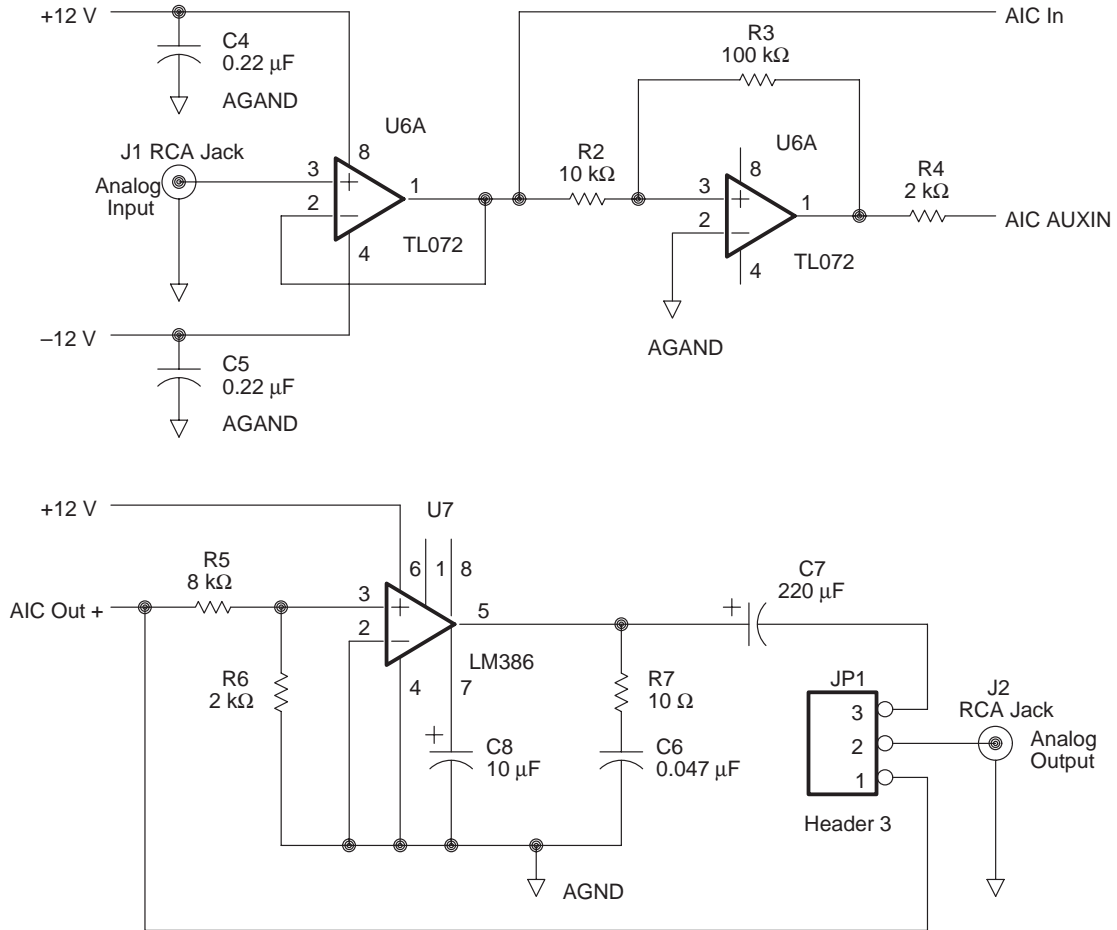 +12 V
C4
0.22 μF
AGAND
J1 RCA Jack
Analog
Input
U6A
8
3
+
1
2
–
4
TL072
–12 V
C5
0.22 μF
AGAND
AIC In
R3
100 kΩ
R2
10 kΩ
U6A
8
3
+
1
2
–
4
TL072
AGAND
R4
2 kΩ
AIC AUXIN
+12 V
U7
R5
8 kΩ
AIC Out +
6
1
8
3
+
5
2
–
LM386
4
7
R6
2 kΩ
+
C8
10 μF
R7
10 Ω
C6
0.047 μF
C7
220 μF
+
JP1
3
2
1
Header 3
J2
RCA Jack
Analog
Output
AGND